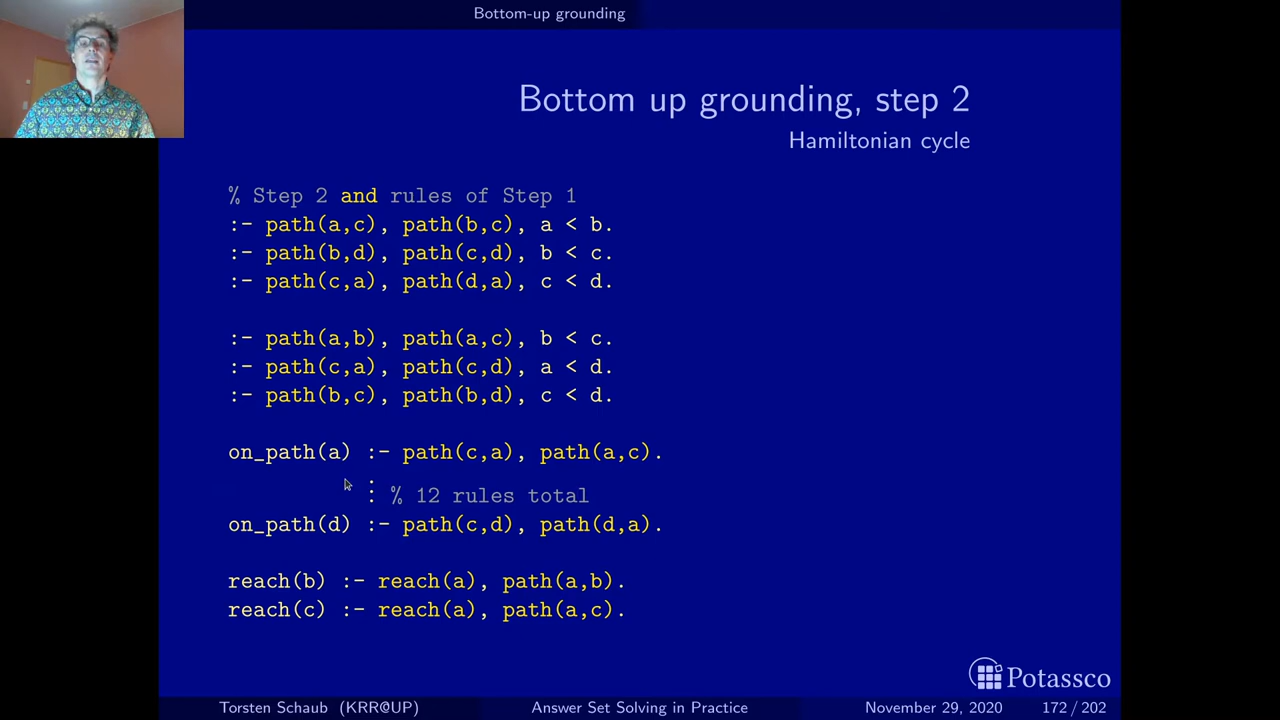 Bottom-up grounding
Bottom up grounding, step 2
Hamiltonian cycle
% Step 2 and rules of Step 1
:- path(a,c), path(b,c), a < b.
:- path(b,d), path(c,d), b < c.
:- path(c,a), path(d,a), c < d.
:- path(a,b), path(a,c), b < c.
:- path(c,a), path(c,d), a < d.
:- path(b,c), path(b,d), c < d.
on_path(a) :- path(c,a), path(a,c).
⋮ % 12 rules total
on_path(d) :- path(c,d), path(d,a).
reach(b) :- reach(a), path(a,b).
reach(c) :- reach(a), path(a,c).
Potassco
Torsten Schaub (KRR@UP) Answer Set Solving in Practice November 29, 2020 172 / 202